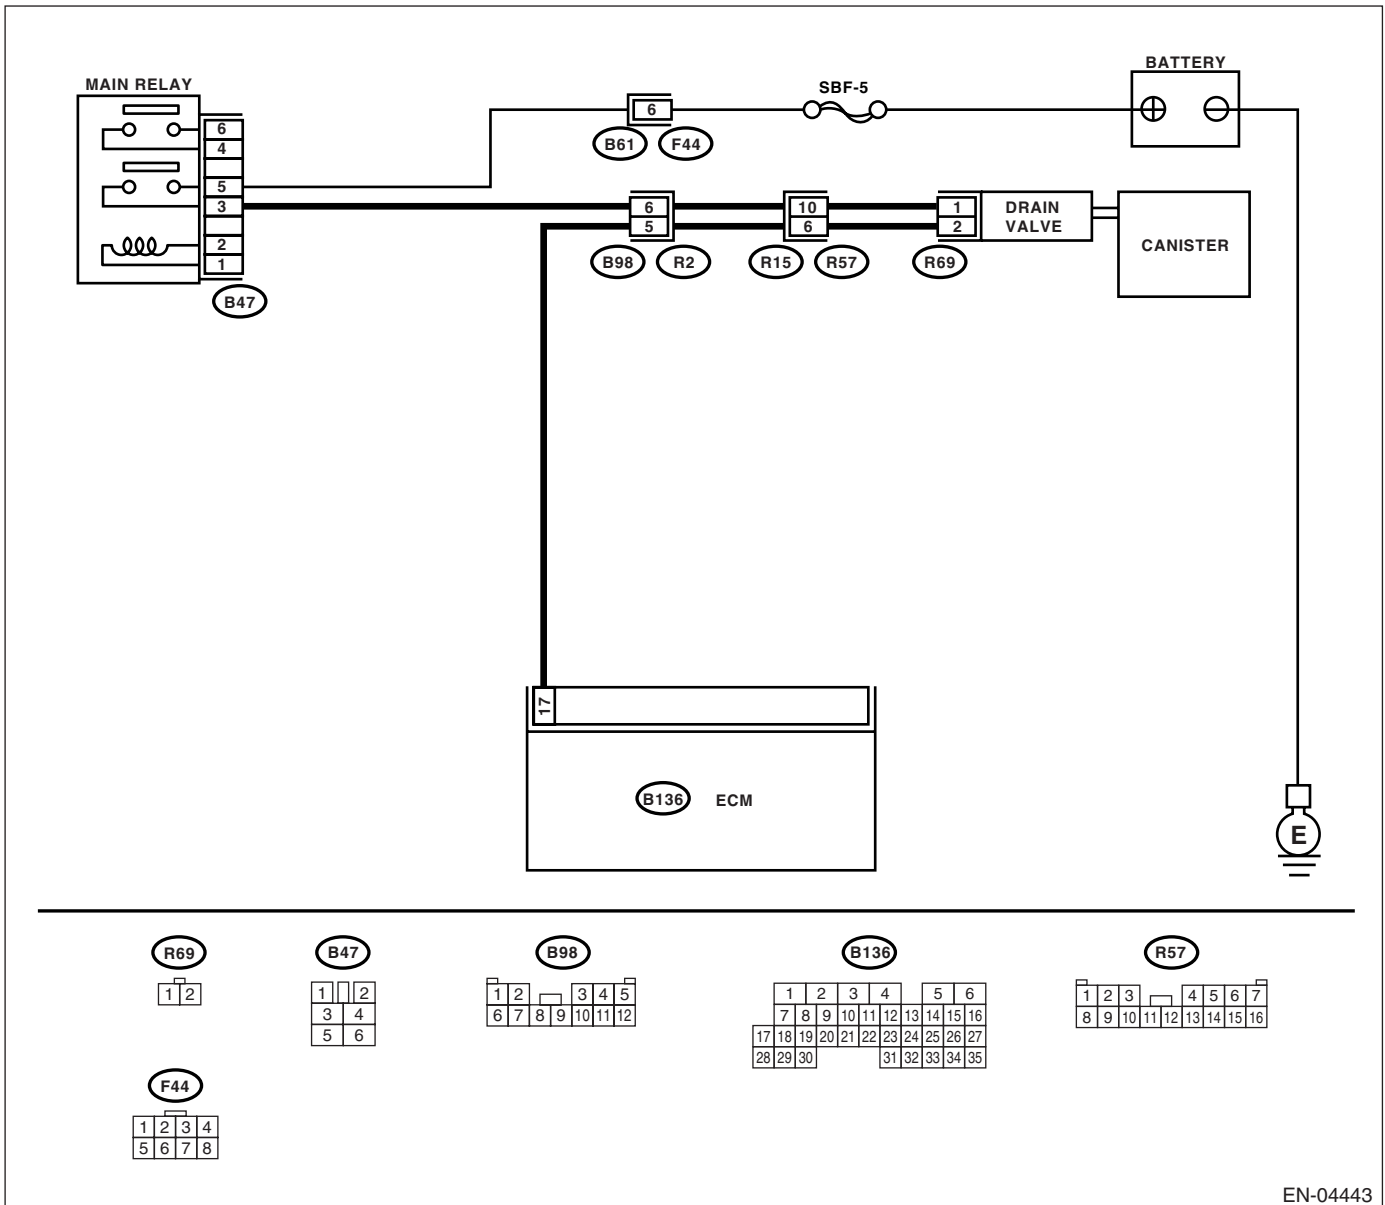 MAIN RELAY
6
4
5
3
2
1
B47
6
B61 F44
SBF-5
BATTERY
6
5
B98 R2
10
6
R15 R57
1
2
R69
DRAIN
VALVE
CANISTER
17
B136 ECM
E
R69
1 2
B47
1 2
3 4
5 6
B98
1 2 3 4 5
6 7 8 9 10 11 12
B136
1 2 3 4 5 6
7 8 9 10 11 12 13 14 15 16
17 18 19 20 21 22 23 24 25 26 27
28 29 30 31 32 33 34 35
R57
1 2 3 4 5 6 7
8 9 10 11 12 13 14 15 16
F44
1 2 3 4
5 6 7 8
EN-04443